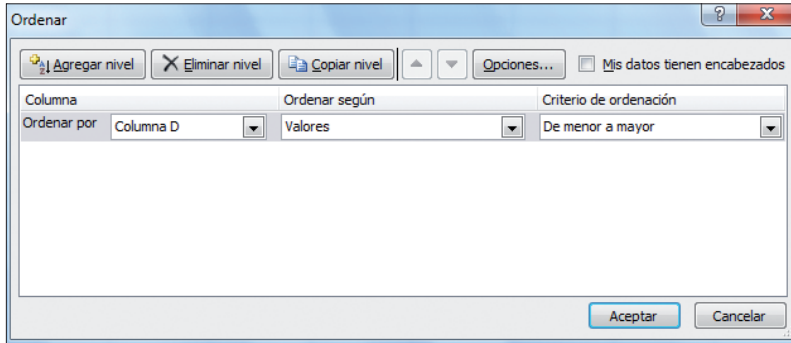 Ordenar
Agregar nivel Eliminar nivel Copiar nivel Opciones... Mis datos tienen encabezados
Columna Ordenar según Criterio de ordenación
Ordenar por Columna D Valores De menor a mayor
Aceptar Cancelar